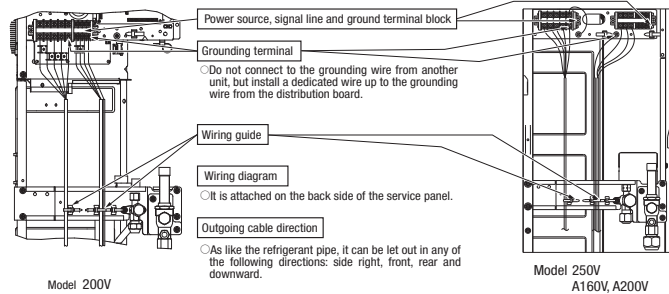 Power source, signal line and ground terminal block
Grounding terminal
○Do not connect to the grounding wire from another
unit, but install a dedicated wire up to the grounding
wire from the distribution board.
Wiring guide
Wiring diagram
○It is attached on the back side of the service panel.
Outgoing cable direction
○As like the refrigerant pipe, it can be let out in any of
the following directions: side right, front, rear and
downward.
Model 200V
Model 250V
A160V, A200V